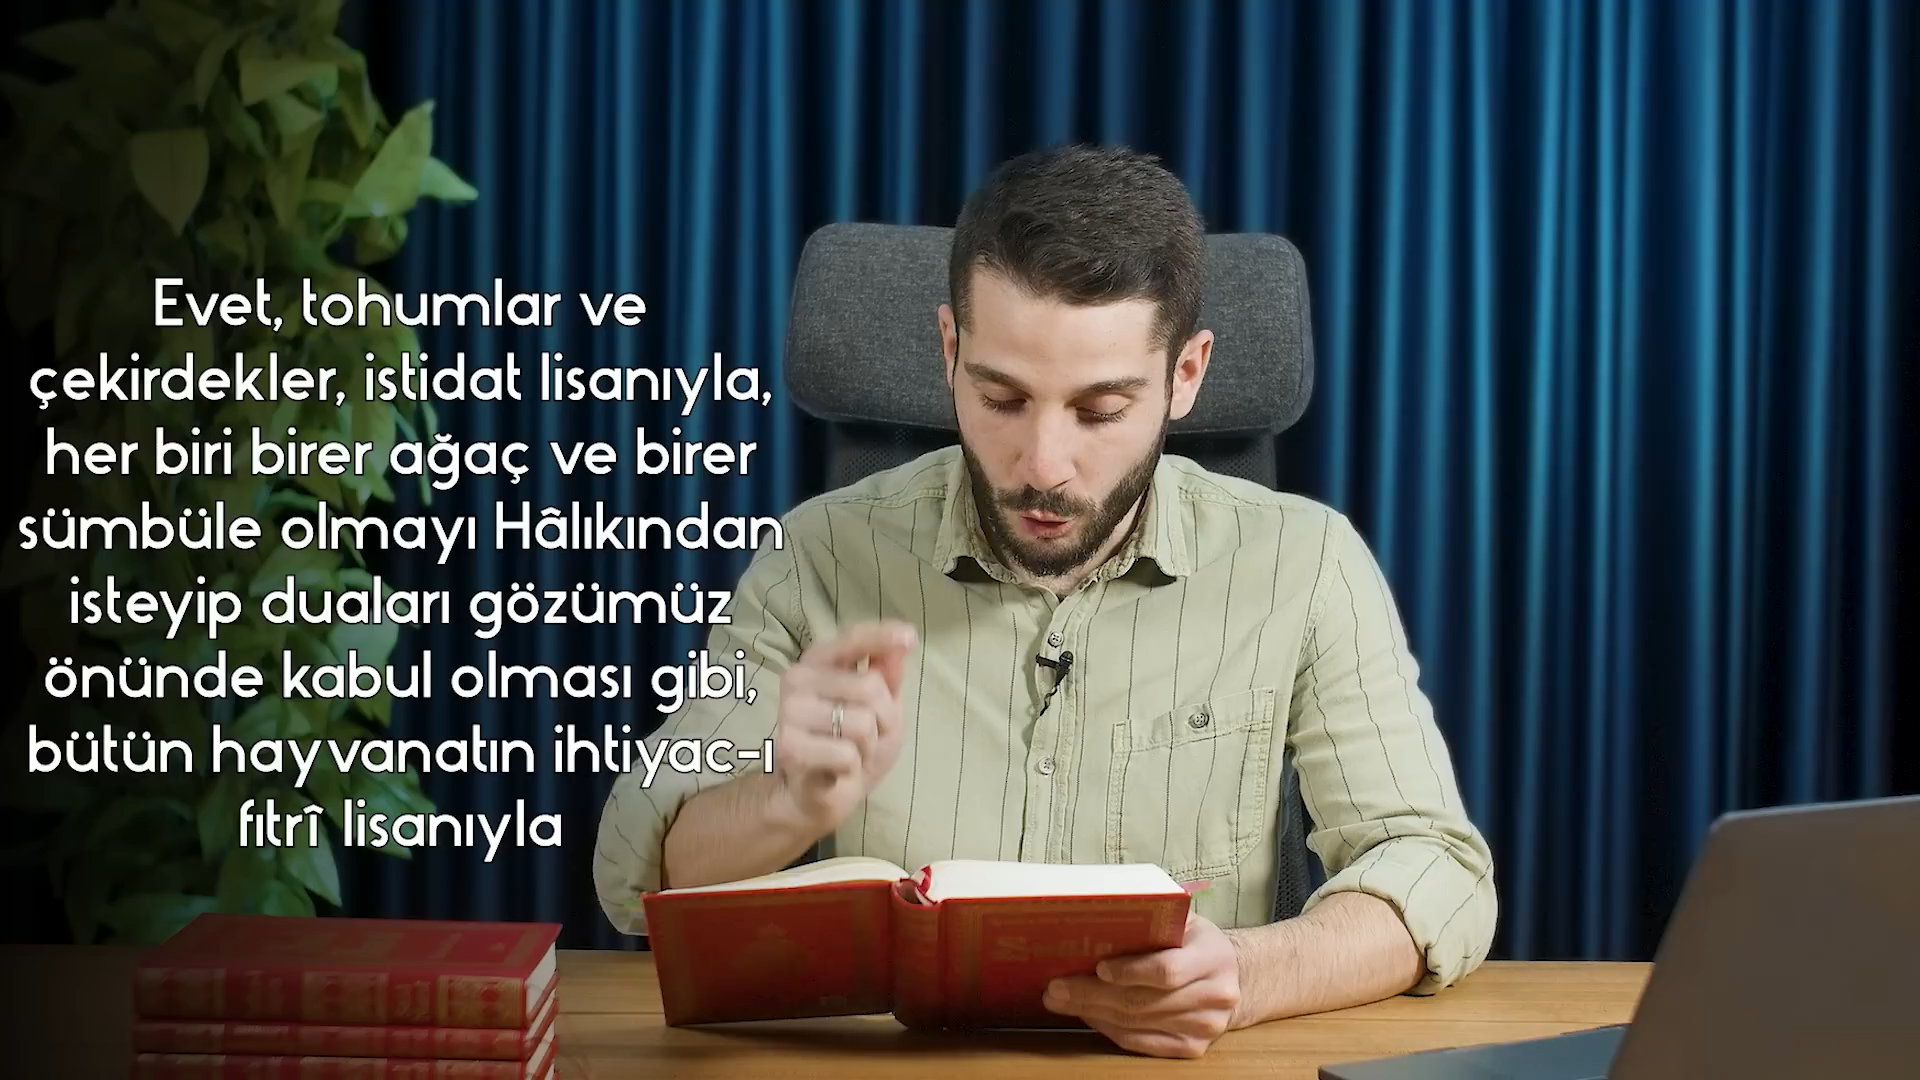 Evet, tohumlar ve
çekirdekler, istidat lisanıyla,
her biri birer ağaç ve birer
sümbüle olmayı Hâlıkından
isteyip duaları gözümüz
önünde kabul olması gibi,
bütün hayvanatın ihtiyac-ı
fıtrî lisanıyla